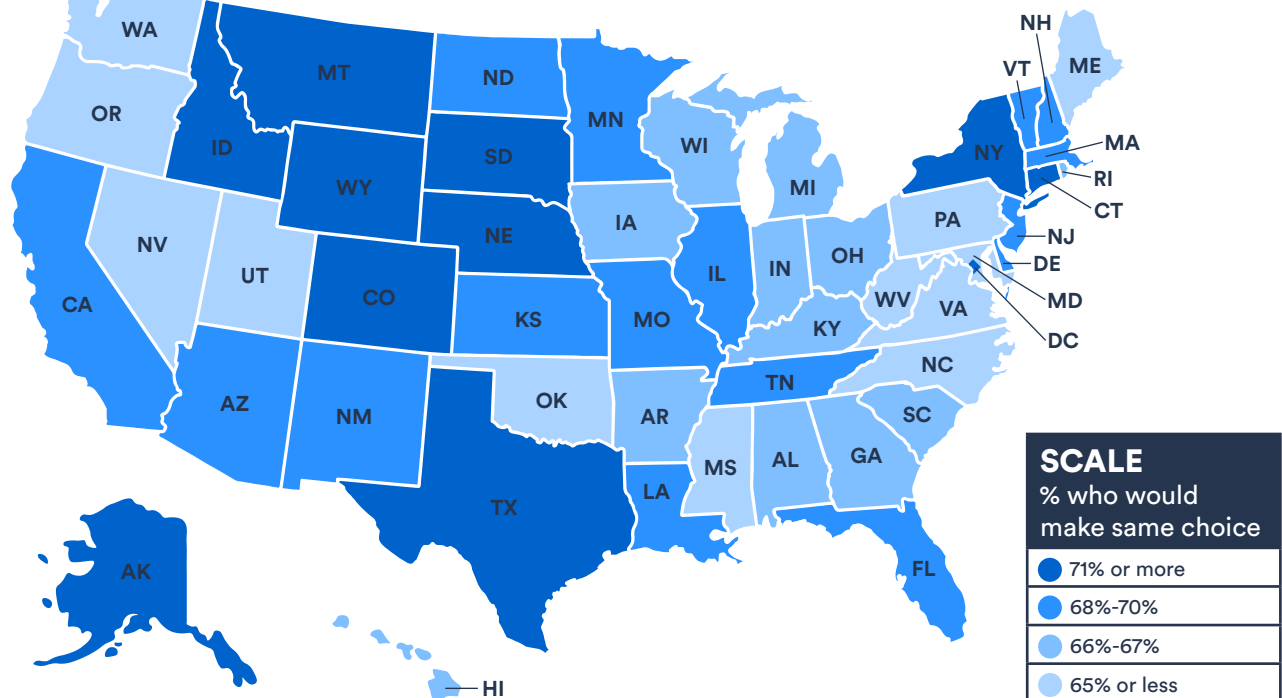 NH
WA
VT
ME
MT
ND
OR
MN
WI
NY
MA
ID
SD
RI
WY
MI
CT
NE
IA
PA
NJ
NV
OH
DE
UT
IL
IN
CO
WV
MD
CA
VA
KS
MO
KY
DC
NC
TN
AZ
OK
NM
AR
SC
GA
AL
MS
LA
TX
FL
AK
HI
SCALE
% who would
make same choice
71% or more
68%-70%
66%-67%
65% or less